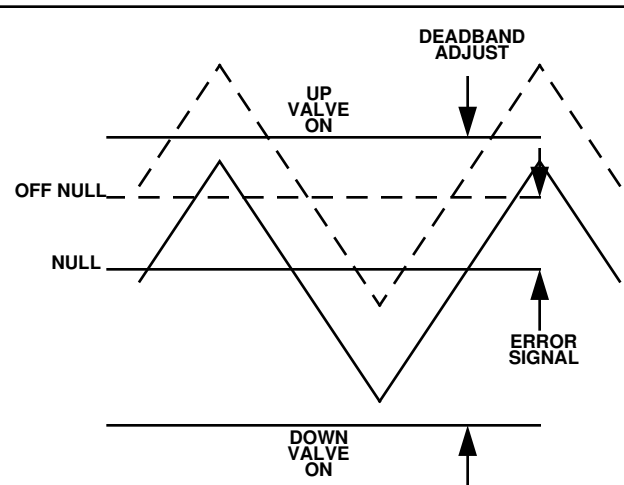 DEADBAND
ADJUST
UP
VALVE
ON
OFF NULL
NULL
ERROR
SIGNAL
DOWN
VALVE
ON